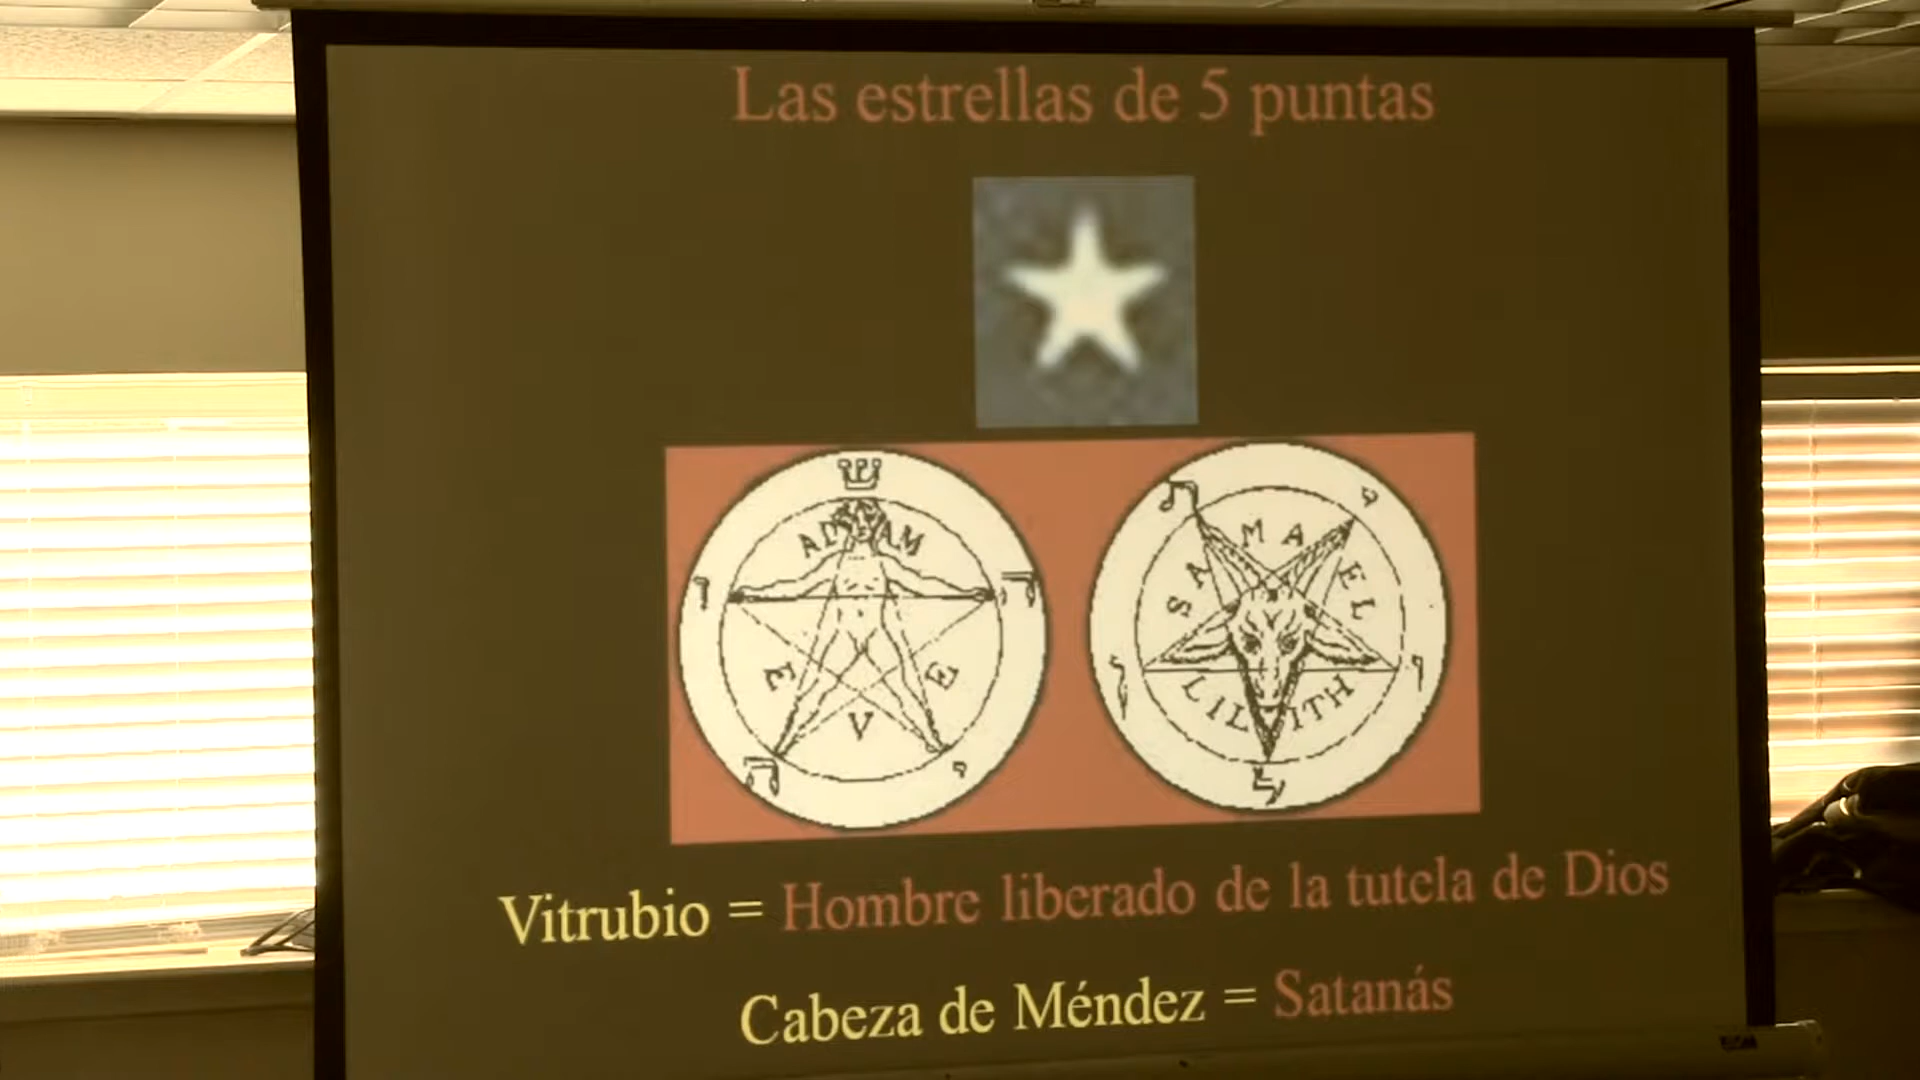 Las estrellas de 5 puntas
ADAM
EVE
SAMAEL
LILITH
Vitrubio = Hombre liberado de la tutela de Dios
Cabeza de Méndez = Satanás